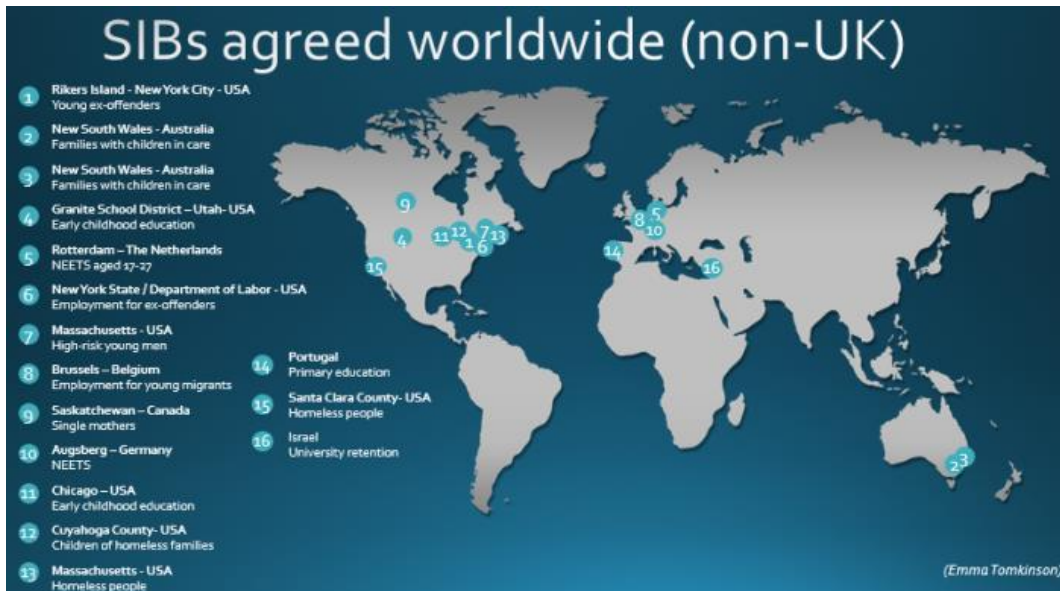 SIBs agreed worldwide (non-UK)
1 Rikers Island - New York City - USA
Young ex-offenders
2 New South Wales - Australia
Families with children in care
3 New South Wales - Australia
Families with children in care
4 Granite School District – Utah- USA
Early childhood education
5 Rotterdam – The Netherlands
NEETS aged 17-27
6 New York State / Department of Labor - USA
Employment for ex-offenders
7 Massachusetts - USA
High-risk young men
8 Brussels – Belgium
Employment for young migrants
9 Saskatchewan – Canada
Single mothers
10 Augsberg – Germany
NEETS
11 Chicago – USA
Early childhood education
12 Cuyahoga County- USA
Children of homeless families
13 Massachusetts - USA
Homeless people
14 Portugal
Primary education
15 Santa Clara County- USA
Homeless people
16 Israel
University retention
9
4
11
12
1
7
6
13
15
8
5
10
14
16
2
3
(Emma Tomkinson)